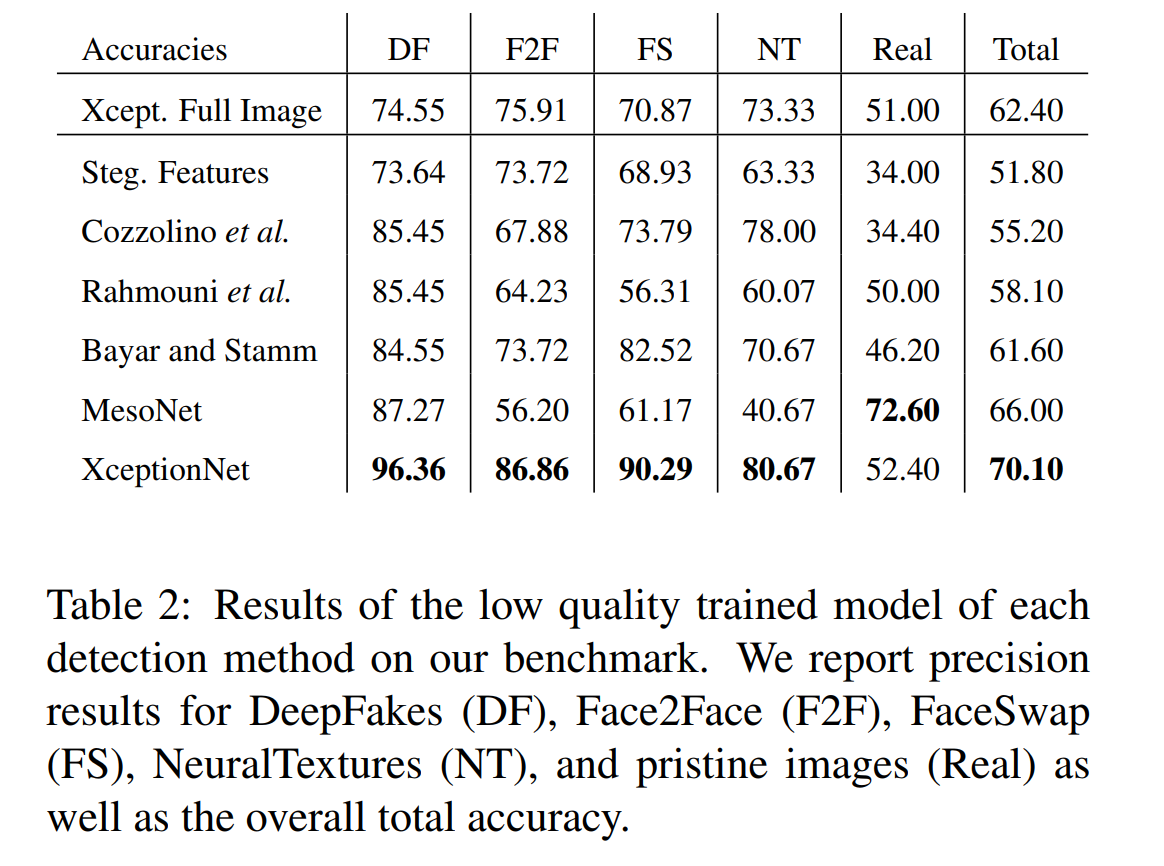 Accuracies DF F2F FS NT Real Total
Xcept. Full Image 74.55 75.91 70.87 73.33 51.00 62.40
Steg. Features 73.64 73.72 68.93 63.33 34.00 51.80
Cozzolino et al. 85.45 67.88 73.79 78.00 34.40 55.20
Rahmouni et al. 85.45 64.23 56.31 60.07 50.00 58.10
Bayar and Stamm 84.55 73.72 82.52 70.67 46.20 61.60
MesoNet 87.27 56.20 61.17 40.67 72.60 66.00
XceptionNet 96.36 86.86 90.29 80.67 52.40 70.10
Table 2: Results of the low quality trained model of each
detection method on our benchmark. We report precision
results for DeepFakes (DF), Face2Face (F2F), FaceSwap
(FS), NeuralTextures (NT), and pristine images (Real) as
well as the overall total accuracy.